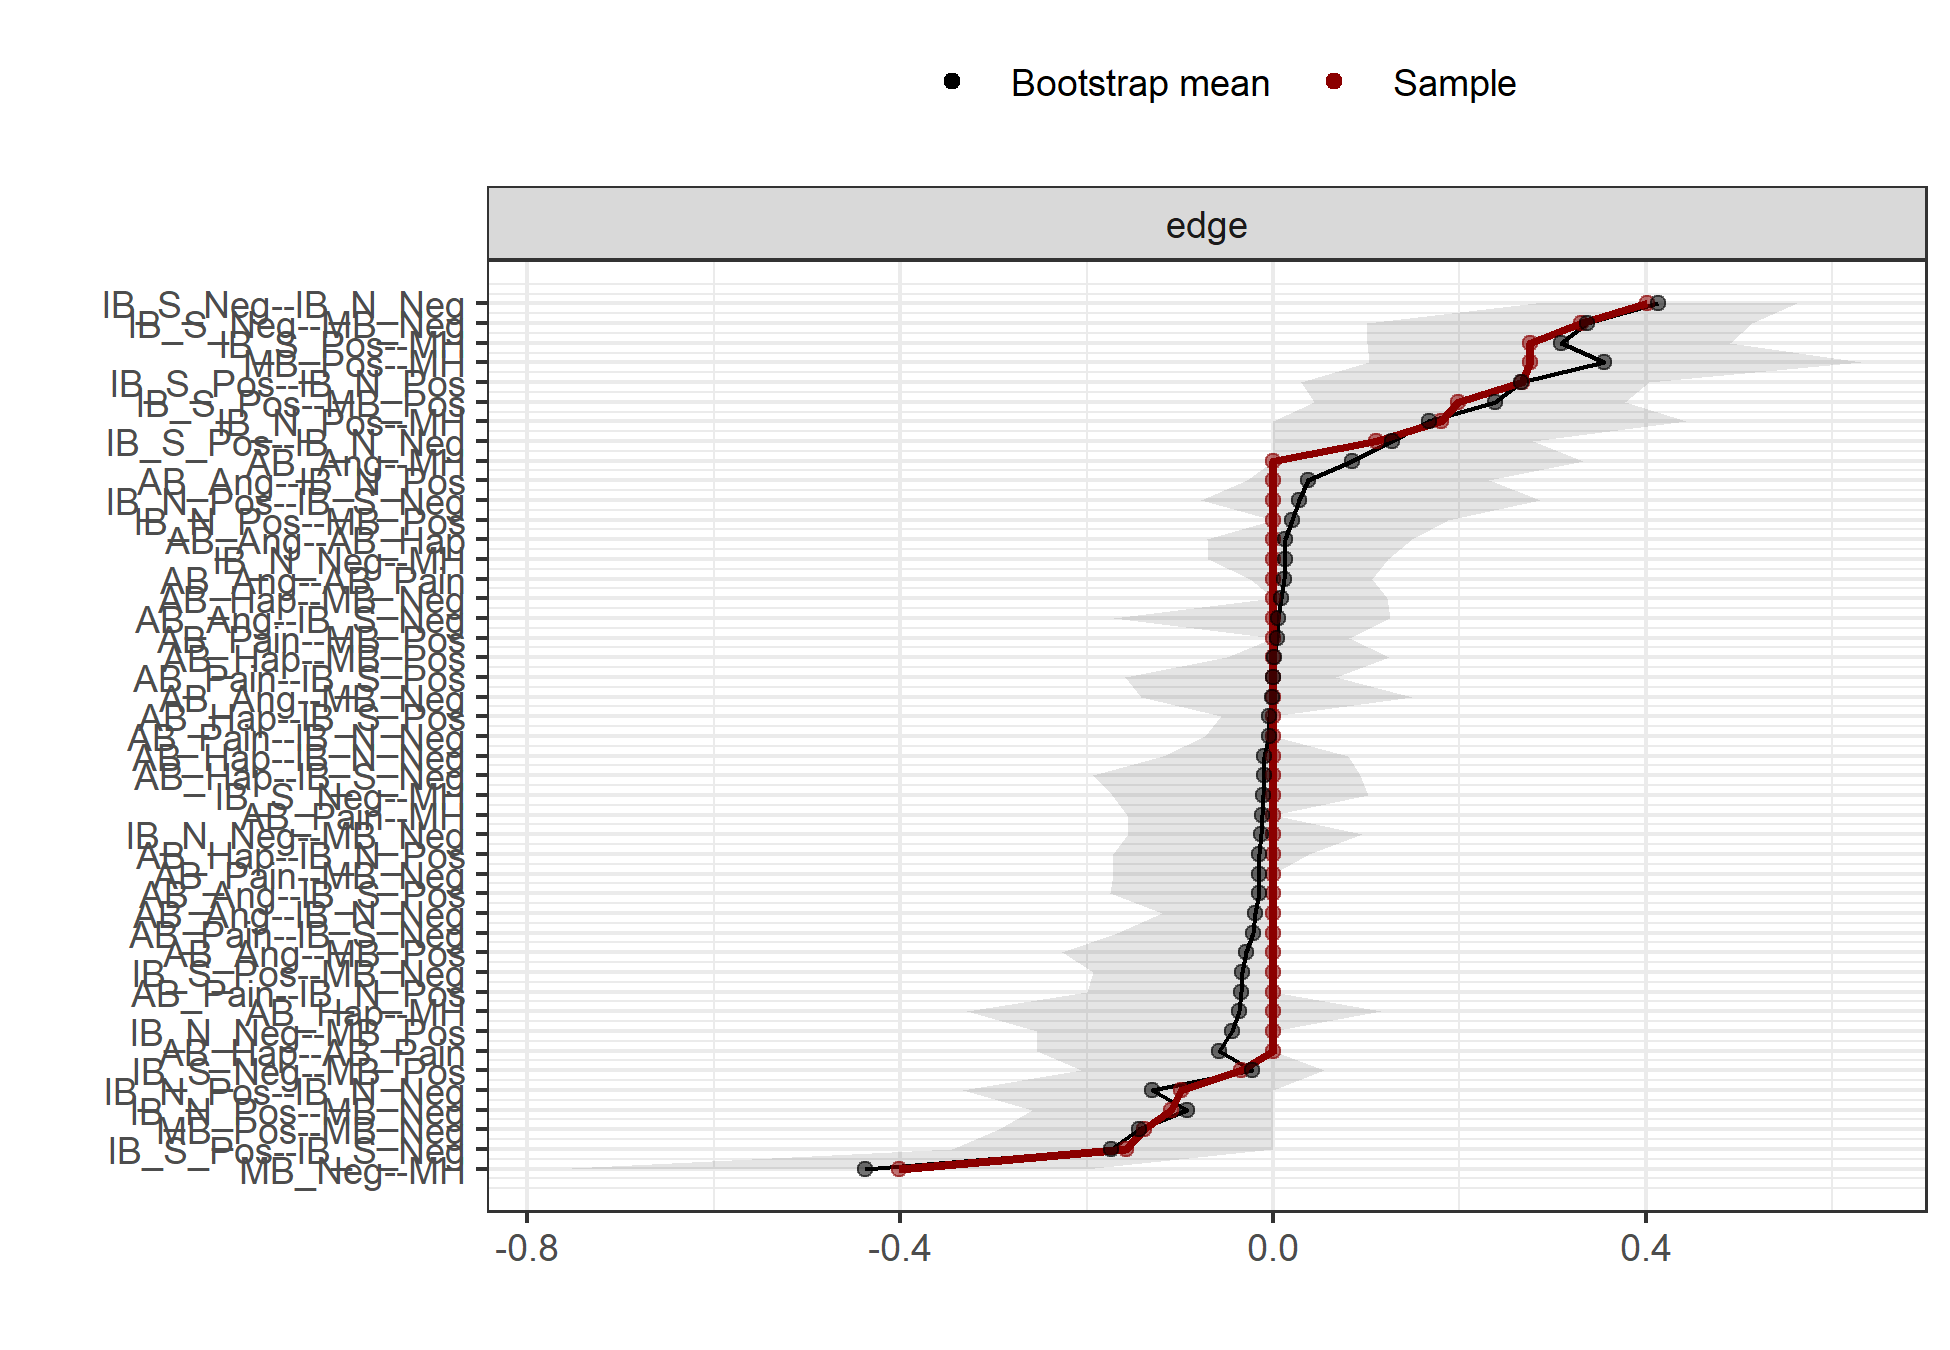 Bootstrap mean
Sample
edge
IB_S_Neg--IB_N_Neg
IB_S_Neg--MB_Neg
IB_S_Pos--MH
MB_Pos--MH
IB_S_Pos--IB_N_Pos
IB_S_Pos--MB_Pos
IB_N_Pos--MH
IB_S_Pos--IB_N_Neg
AB_Ang--MH
AB_Ang--IB_N_Pos
IB_N_Pos--IB_S_Neg
IB_N_Pos--MB_Pos
AB_Ang--AB_Hap
IB_N_Neg--MH
AB_Ang--AB_Pain
AB_Hap--MB_Neg
AB_Ang--IB_S_Neg
AB_Pain--MB_Pos
AB_Hap--MB_Pos
AB_Pain--IB_S_Pos
AB_Ang--MB_Neg
AB_Hap--IB_S_Pos
AB_Pain--IB_N_Neg
AB_Hap--IB_N_Neg
AB_Hap--IB_S_Neg
IB_S_Neg--MH
AB_Pain--MH
IB_N_Neg--MB_Neg
AB_Hap--IB_N_Pos
AB_Pain--MB_Neg
AB_Ang--IB_S_Pos
AB_Ang--IB_N_Neg
AB_Pain--IB_S_Neg
AB_Ang--MB_Pos
IB_S_Pos--MB_Neg
AB_Pain--IB_N_Pos
AB_Hap--MH
IB_N_Neg--MB_Pos
AB_Hap--AB_Pain
IB_S_Neg--MB_Pos
IB_N_Pos--IB_N_Neg
IB_N_Pos--MB_Neg
MB_Pos--MB_Neg
IB_S_Pos--IB_S_Neg
MB_Neg--MH
-0.8
-0.4
0.0
0.4